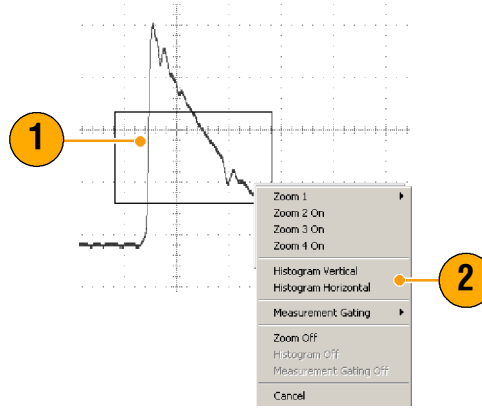 1
Zoom 1
Zoom 2 On
Zoom 3 On
Zoom 4 On
Histogram Vertical
Histogram Horizontal
2
Measurement Gating
Zoom Off
Histogram Off
Measurement Gating Off
Cancel